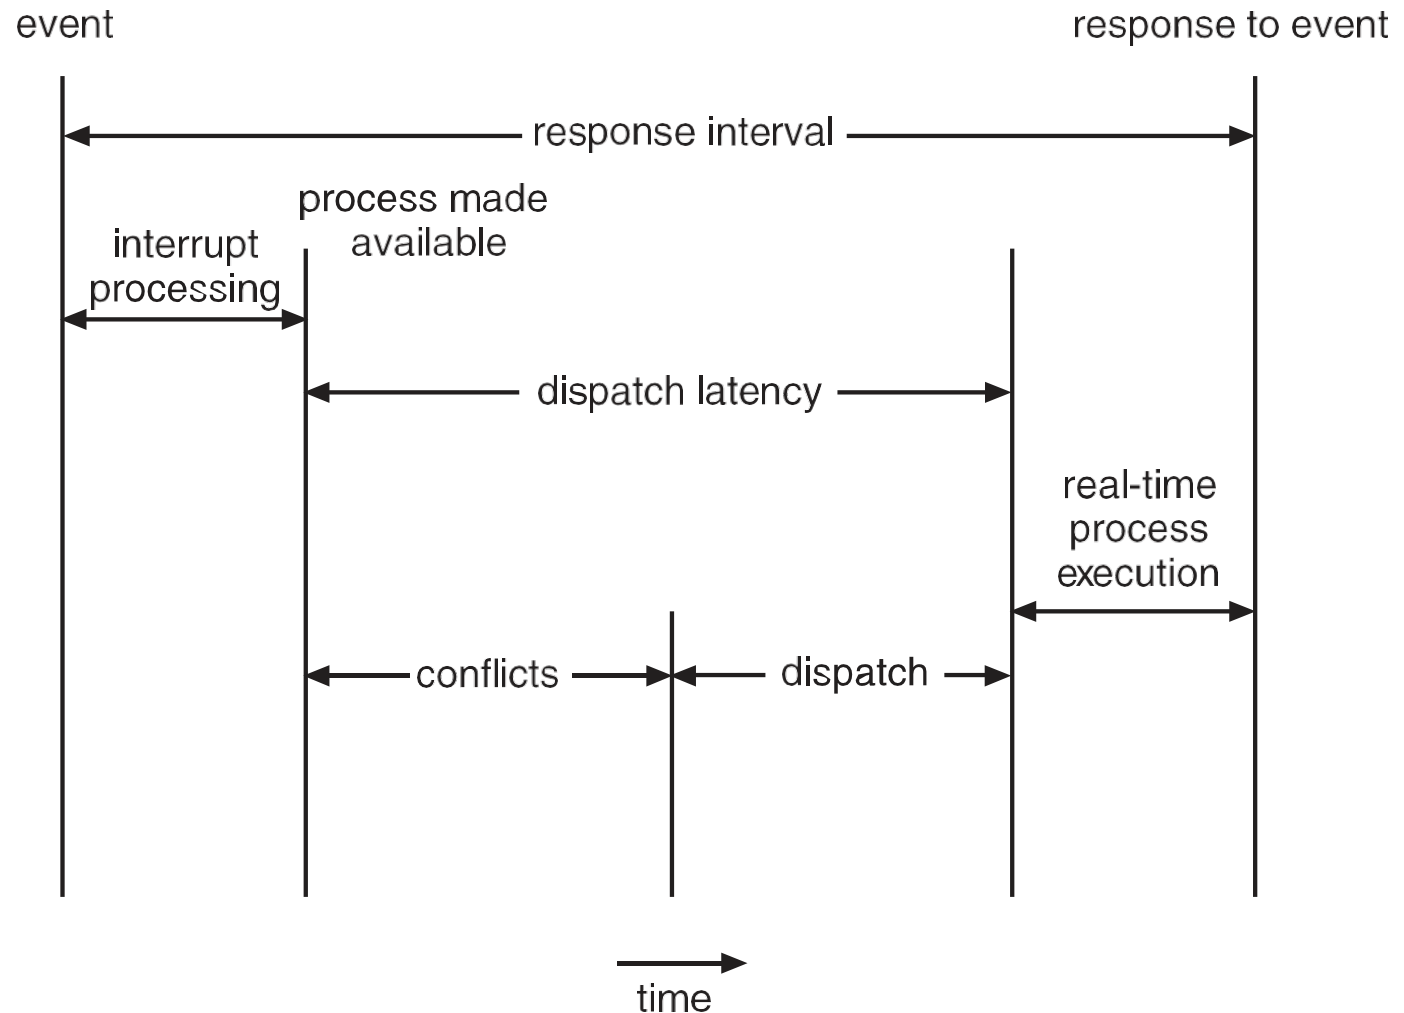 event
response to event
response interval
process made
available
interrupt
processing
dispatch latency
real-time
process
execution
conflicts
dispatch
time